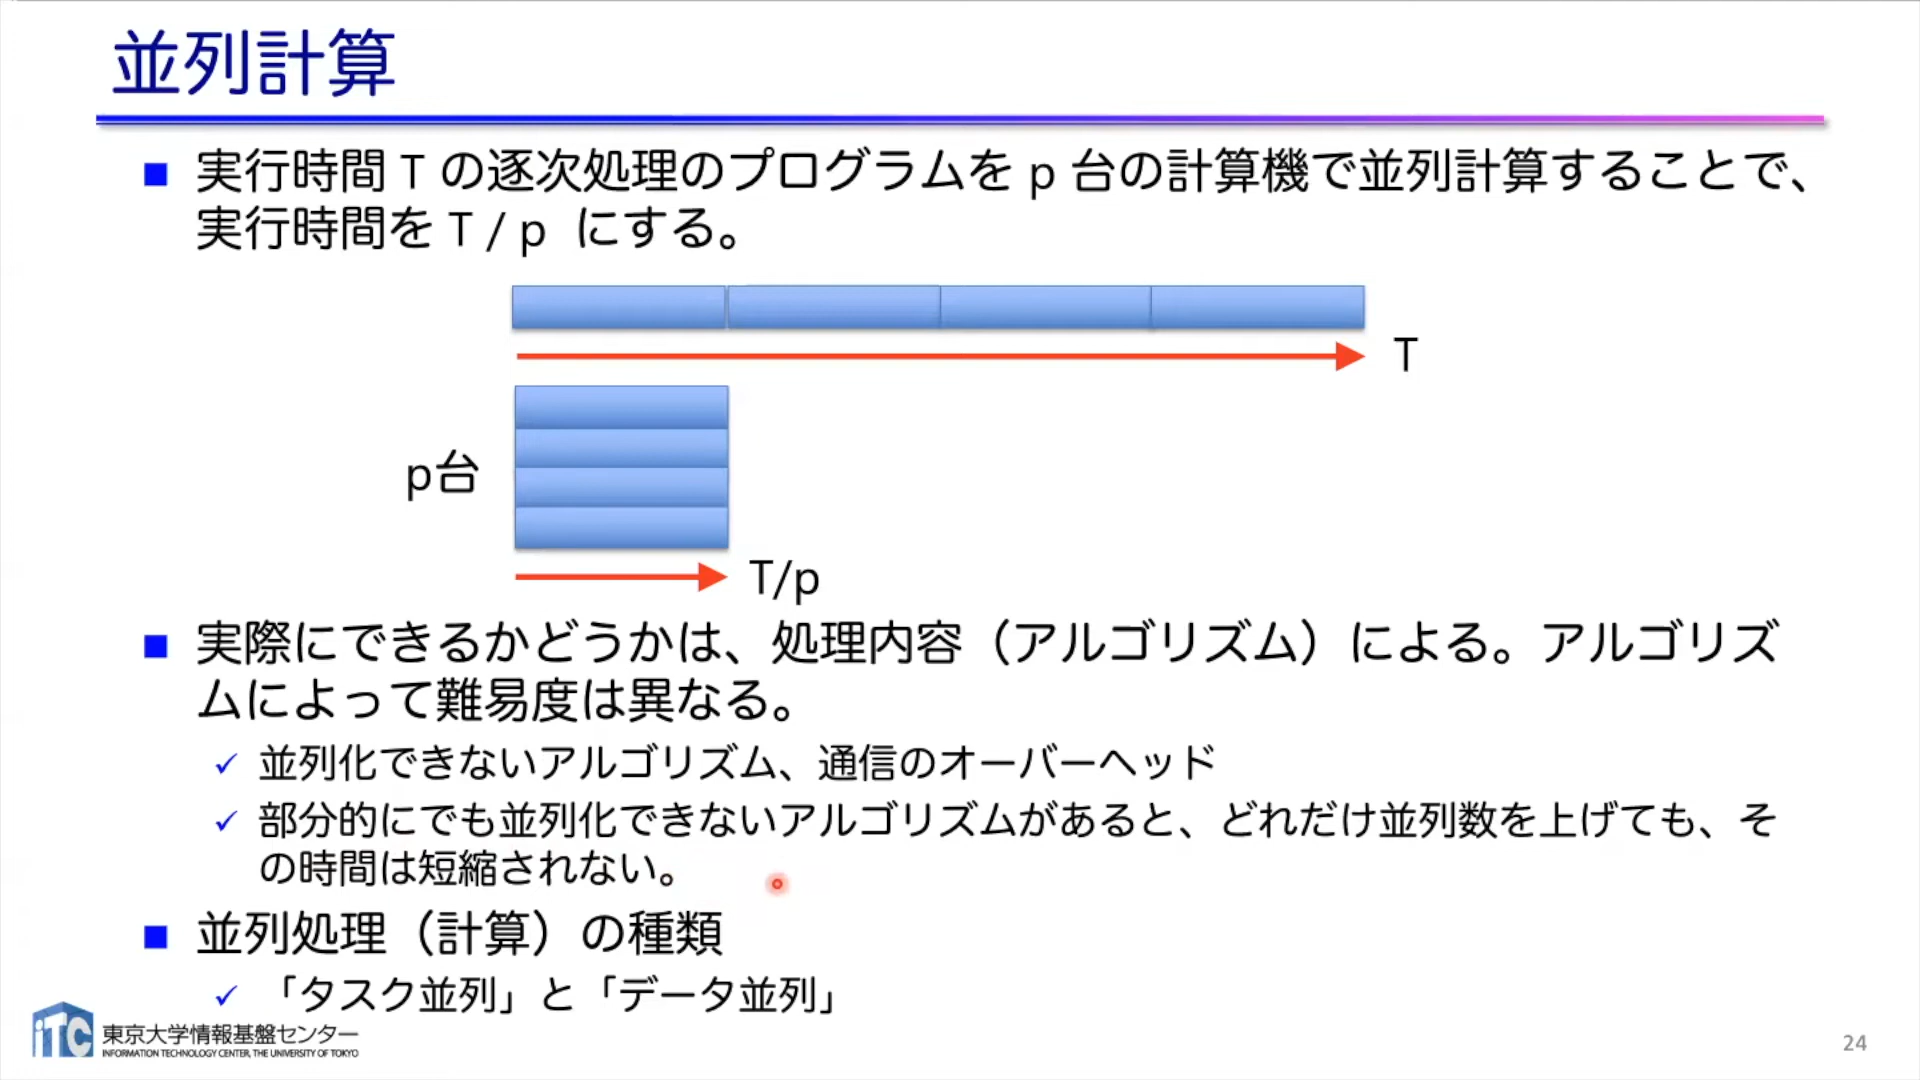 並列計算
実行時間 T の逐次処理のプログラムを p 台の計算機で並列計算することで、
実行時間を T / p にする。
T
p台
T/p
実際にできるかどうかは、処理内容（アルゴリズム）による。アルゴリズ
ムによって難易度は異なる。
並列化できないアルゴリズム、通信のオーバーヘッド
部分的にでも並列化できないアルゴリズムがあると、どれだけ並列数を上げても、そ
の時間は短縮されない。
並列処理（計算）の種類
「タスク並列」と「データ並列」
iTC
東京大学情報基盤センター
INFORMATION TECHNOLOGY CENTER, THE UNIVERSITY OF TOKYO
24